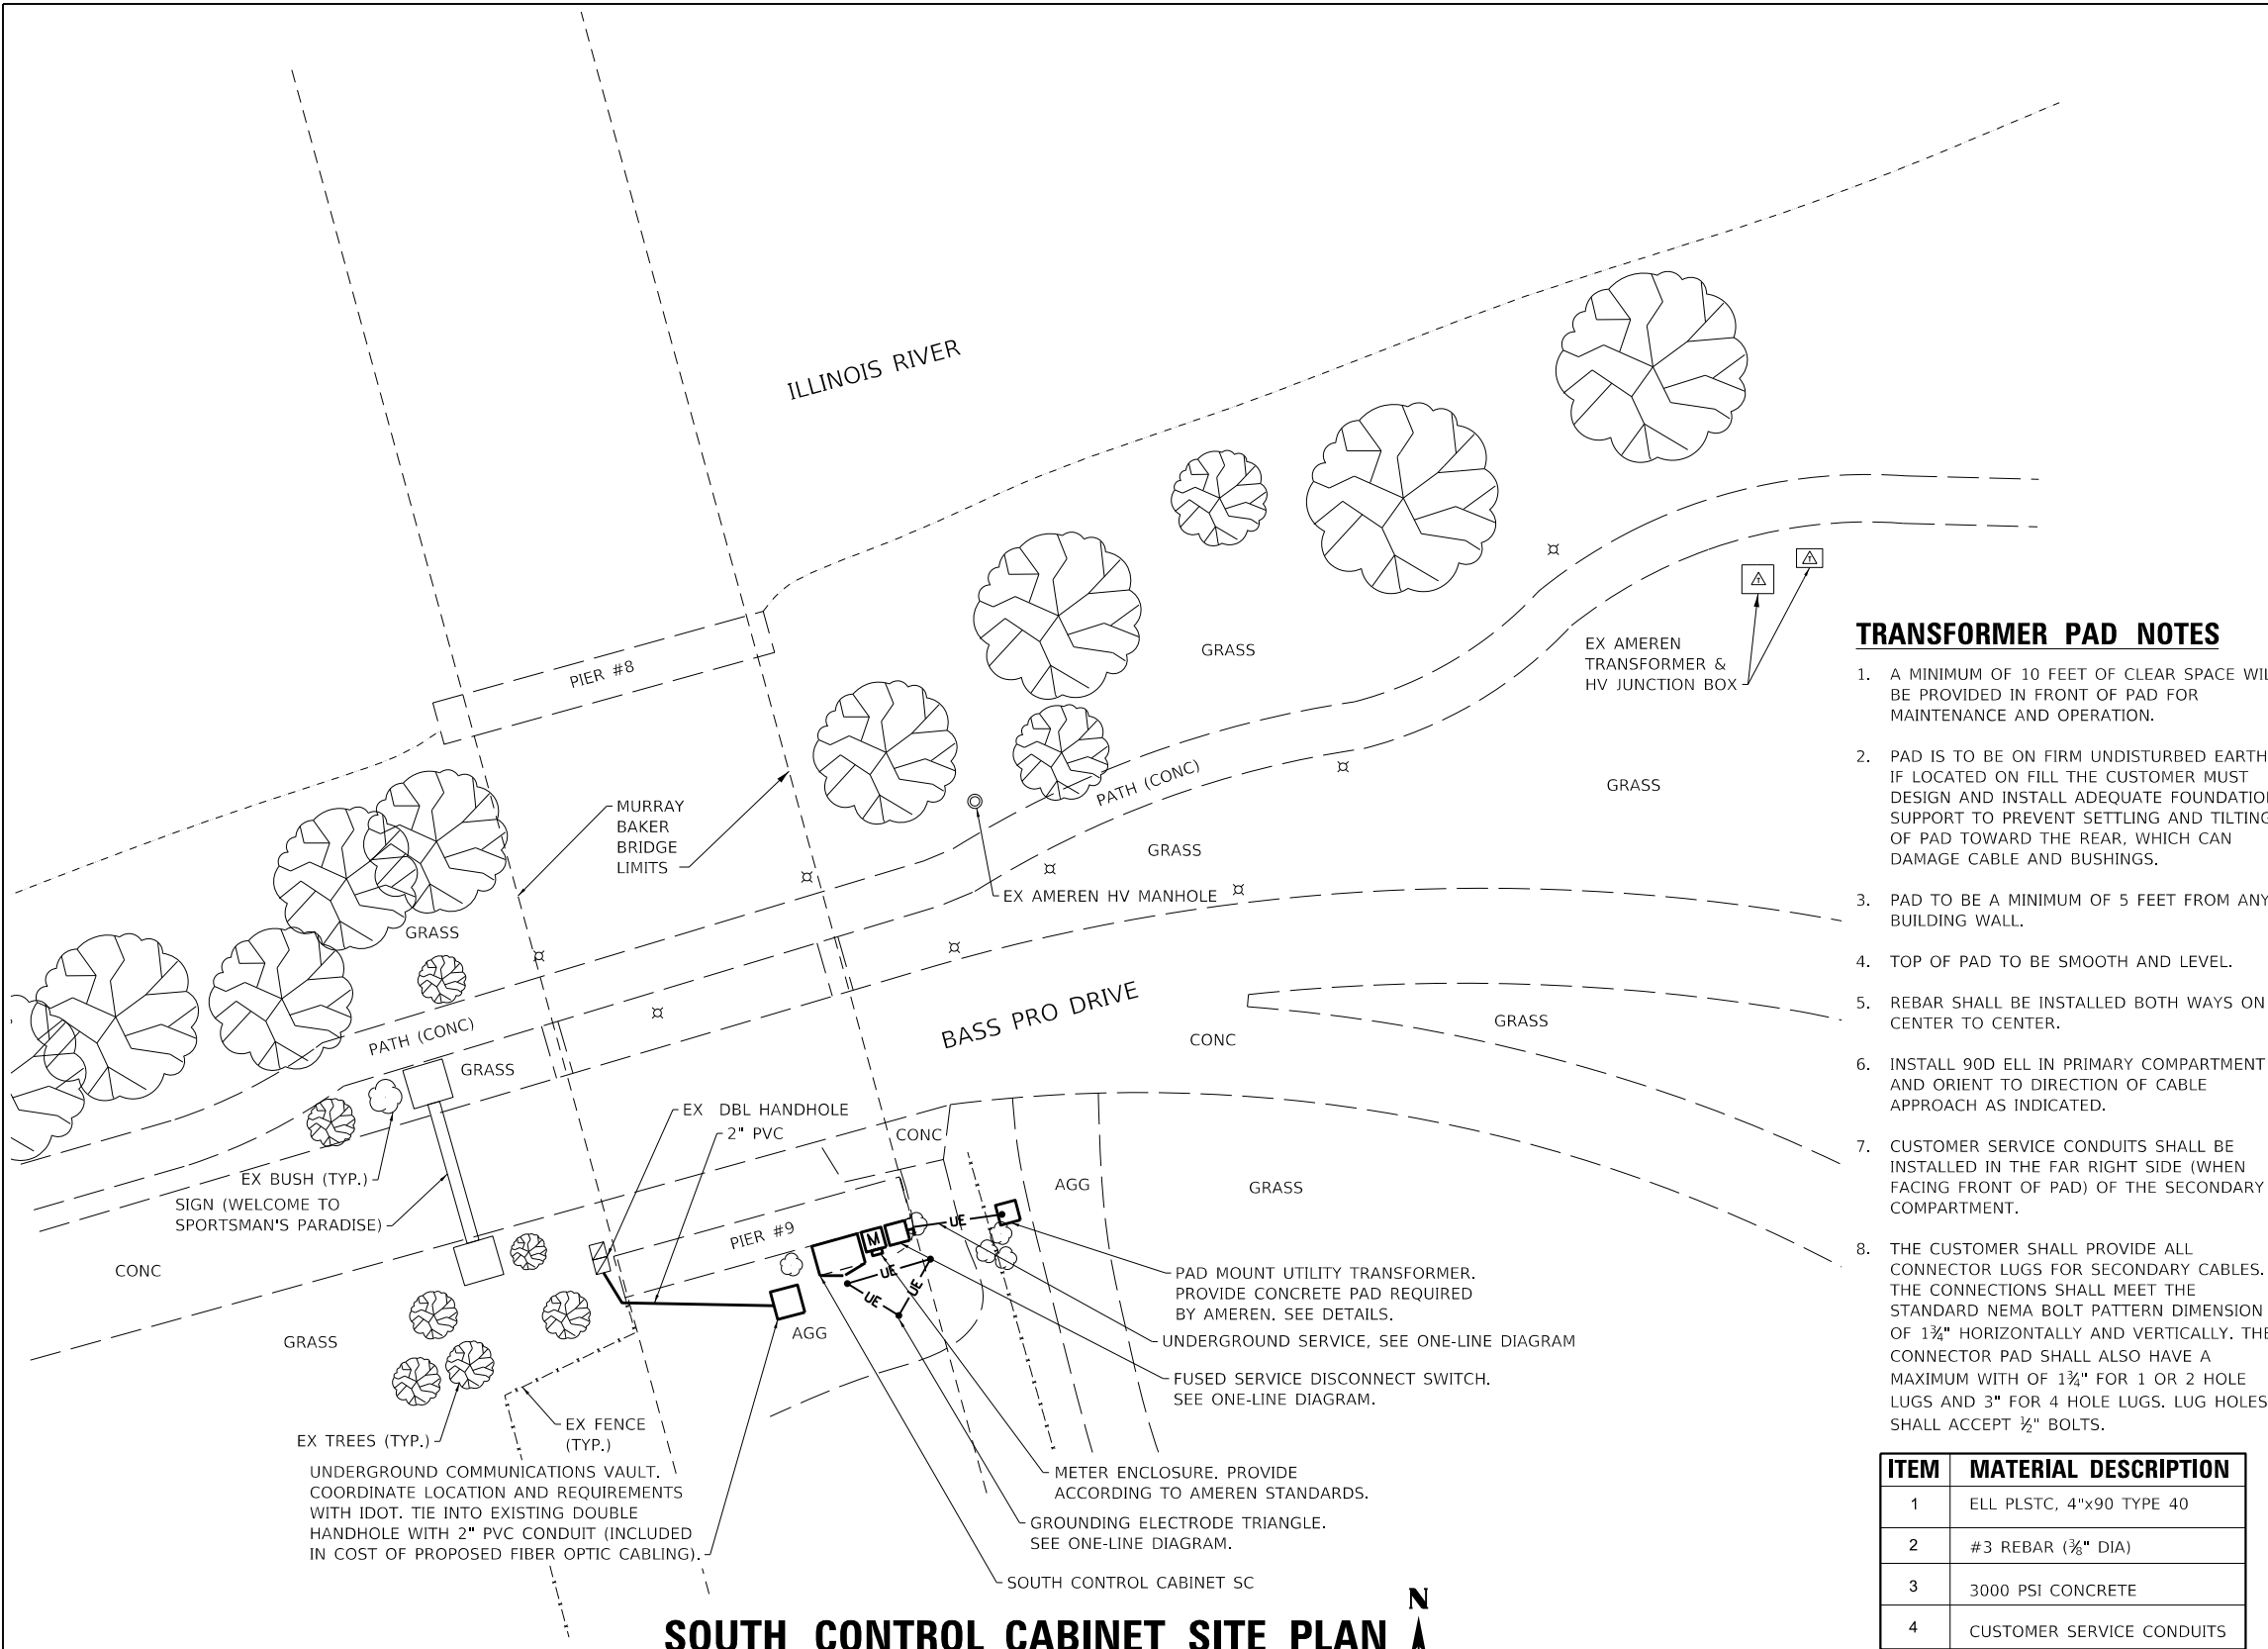 ILLINOIS RIVER
PIER #8
GRASS
EX AMEREN
TRANSFORMER &
HV JUNCTION BOX
MURRAY
BAKER
BRIDGE
LIMITS
PATH (CONC)
GRASS
GRASS
EX AMEREN HV MANHOLE
GRASS
PATH (CONC)
GRASS
BASS PRO DRIVE
CONC
GRASS
EX DBL HANDHOLE
2" PVC
CONC
EX BUSH (TYP.)
SIGN (WELCOME TO
SPORTSMAN'S PARADISE)
AGG
GRASS
PIER #9
M
UE
UE
UE
UE
CONC
GRASS
AGG
PAD MOUNT UTILITY TRANSFORMER.
PROVIDE CONCRETE PAD REQUIRED
BY AMEREN. SEE DETAILS.
UNDERGROUND SERVICE, SEE ONE-LINE DIAGRAM
FUSED SERVICE DISCONNECT SWITCH.
SEE ONE-LINE DIAGRAM.
EX FENCE
(TYP.)
EX TREES (TYP.)
UNDERGROUND COMMUNICATIONS VAULT.
COORDINATE LOCATION AND REQUIREMENTS
WITH IDOT. TIE INTO EXISTING DOUBLE
HANDHOLE WITH 2" PVC CONDUIT (INCLUDED
IN COST OF PROPOSED FIBER OPTIC CABLING).
METER ENCLOSURE. PROVIDE
ACCORDING TO AMEREN STANDARDS.
GROUNDING ELECTRODE TRIANGLE.
SEE ONE-LINE DIAGRAM.
SOUTH CONTROL CABINET SC
N
SOUTH CONTROL CABINET SITE PLAN
TRANSFORMER PAD NOTES
1. A MINIMUM OF 10 FEET OF CLEAR SPACE
BE PROVIDED IN FRONT OF PAD FOR
MAINTENANCE AND OPERATION.
2. PAD IS TO BE ON FIRM UNDISTURBED EARTH
IF LOCATED ON FILL THE CUSTOMER MUST
DESIGN AND INSTALL ADEQUATE
SUPPORT TO PREVENT SETTLING AND TILTING
OF PAD TOWARD THE REAR, WHICH CAN
DAMAGE CABLE AND BUSHINGS.
3. PAD TO BE A MINIMUM OF 5 FEET FROM ANY
BUILDING WALL.
4. TOP OF PAD TO BE SMOOTH AND LEVEL.
5. REBAR SHALL BE INSTALLED BOTH WAYS ON
CENTER TO CENTER.
6. INSTALL 90D ELL IN PRIMARY COMPARTMENT
AND ORIENT TO DIRECTION OF CABLE
APPROACH AS INDICATED.
7. CUSTOMER SERVICE CONDUITS SHALL BE
INSTALLED IN THE FAR RIGHT SIDE (WHEN
FACING FRONT OF PAD) OF THE SECONDARY
COMPARTMENT.
8. THE CUSTOMER SHALL PROVIDE ALL
CONNECTOR LUGS FOR SECONDARY CABLES.
THE CONNECTIONS SHALL MEET THE
STANDARD NEMA BOLT PATTERN DIMENSION
OF 1¾" HORIZONTALLY AND VERTICALLY.
CONNECTOR PAD SHALL ALSO HAVE A
MAXIMUM WITH OF 1¾" FOR 1 OR 2 HOLE
LUGS AND 3" FOR 4 HOLE LUGS. LUG HOLES
SHALL ACCEPT ½" BOLTS.
ITEM MATERIAL DESCRIPTION
1 ELL PLSTC, 4"x90 TYPE 40
2 #3 REBAR (⅜" DIA)
3 3000 PSI CONCRETE
4 CUSTOMER SERVICE CONDUITS